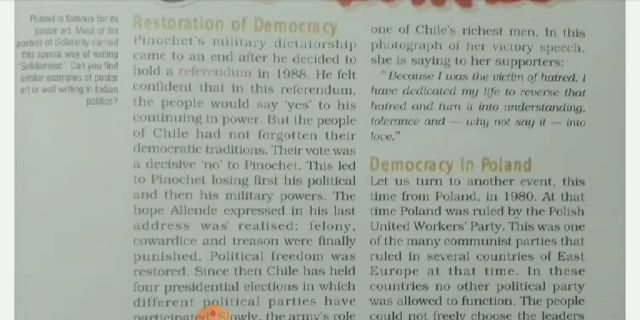 Poland is famous for its
poster art. Most of the
posters of Solidarity carried
this special way of writing
'Solidarnosc'. Can you find
similar examples of poster
art or wall writing in Indian
politics?
Restoration of Democracy
Pinochet's military dictatorship
came to an end after he decided to
hold a referendum in 1988. He felt
confident that in this referendum,
the people would say 'yes' to his
continuing in power. But the people
of Chile had not forgotten their
democratic traditions. Their vote was
a decisive 'no' to Pinochet. This led
to Pinochet losing first his political
and then his military powers. The
hope Allende expressed in his last
address was realised: felony,
cowardice and treason were finally
punished. Political freedom was
restored. Since then Chile has held
four presidential elections in which
different political parties have
participated. Slowly, the army's role
one of Chile's richest men. In this
photograph of her victory speech,
she is saying to her supporters:
"Because I was the victim of hatred, I
have dedicated my life to reverse that
hatred and turn it into understanding,
tolerance and — why not say it — into
love."
Democracy in Poland
Let us turn to another event, this
time from Poland, in 1980. At that
time Poland was ruled by the Polish
United Workers' Party. This was one
of the many communist parties that
ruled in several countries of East
Europe at that time. In these
countries no other political party
was allowed to function. The people
could not freely choose the leaders